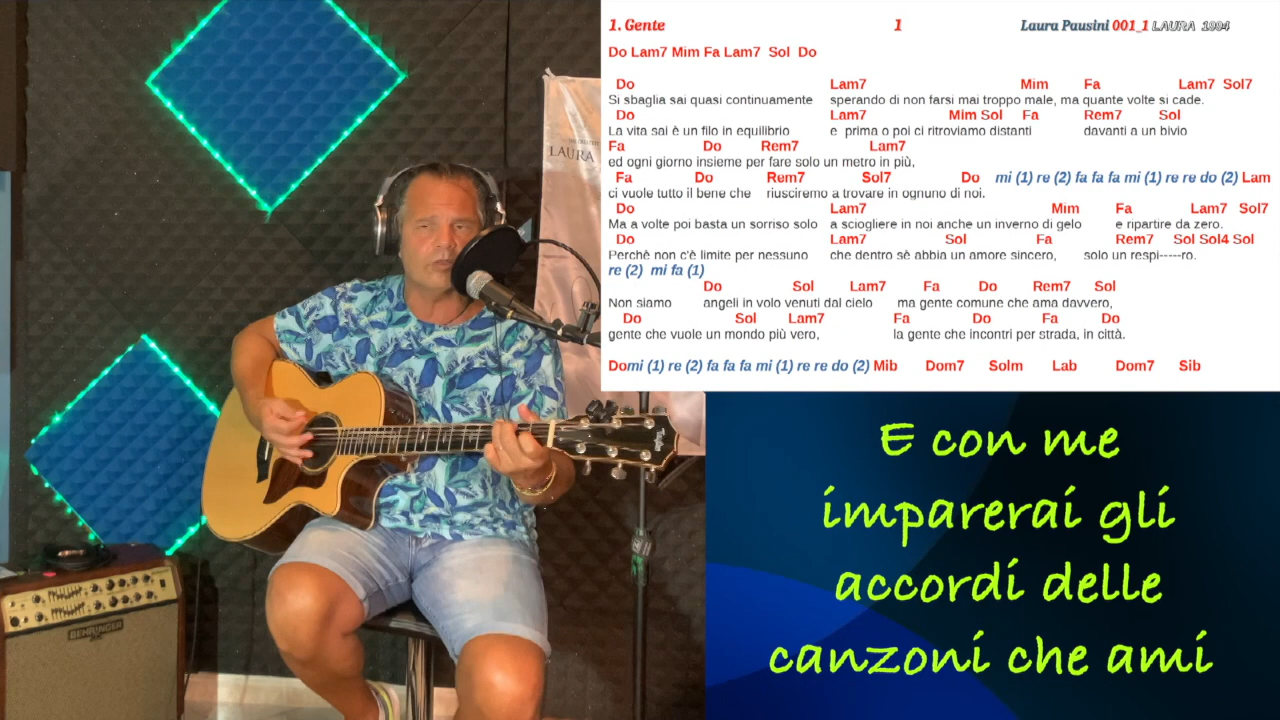 1. Gente 1 Laura Pausini 001_1 LAURA 1994
Do Lam7 Mim Fa Lam7 Sol Do
Do Lam7 Mim Fa Lam7 Sol7
Si sbaglia sai quasi continuamente sperando di non farsi mai troppo male, ma quante volte si cade.
Do Lam7 Mim Sol Fa Rem7 Sol
La vita sai è un filo in equilibrio e prima o poi ci ritroviamo distanti davanti a un bivio
Fa Do Rem7 Lam7
ed ogni giorno insieme per fare solo un metro in più,
Fa Do Rem7 Sol7 Do mi (1) re (2) fa fa fa mi (1) re re do (2) Lam
ci vuole tutto il bene che riusciremo a trovare in ognuno di noi.
Do Lam7 Mim Fa Lam7 Sol7
Ma a volte poi basta un sorriso solo a sciogliere in noi anche un inverno di gelo e ripartire da zero.
Do Lam7 Sol Fa Rem7 Sol Sol4 Sol
Perchè non c'è limite per nessuno che dentro sè abbia un amore sincero, solo un respi-----ro.
re (2) mi fa (1)
Do Sol Lam7 Fa Do Rem7 Sol
Non siamo angeli in volo venuti dal cielo ma gente comune che ama davvero,
Do Sol Lam7 Fa Do Fa Do
gente che vuole un mondo più vero, la gente che incontri per strada, in città.
Domi (1) re (2) fa fa fa mi (1) re re do (2) Mib Dom7 Solm Lab Dom7 Sib
LAURA
E con me
imparerai gli
accordi delle
canzoni che ami
BEHRINGER
Taylor